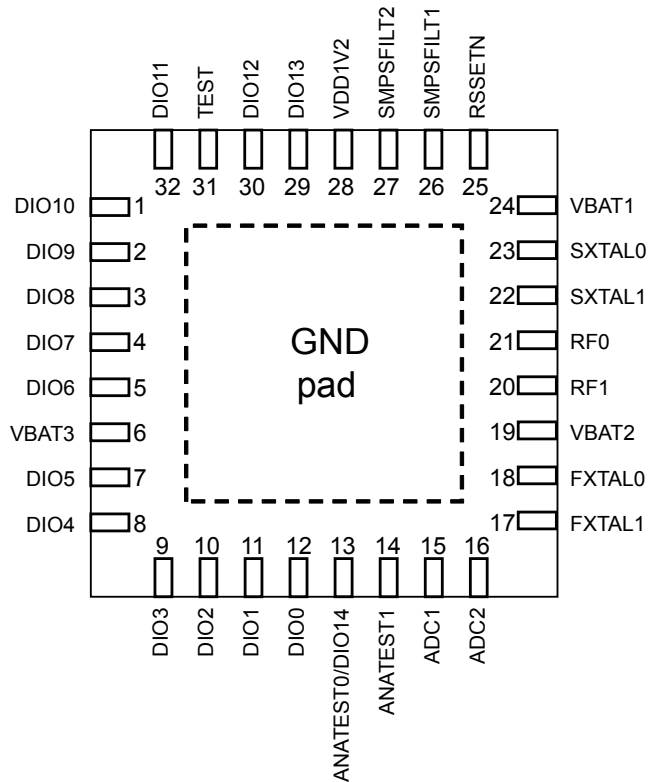 DIO11
TEST
DIO12
DIO13
VDD1V2
SMPSFILT2
SMPSFILT1
RSSETN
32 31 30 29 28 27 26 25
DIO10 1
DIO9 2
DIO8 3
DIO7 4
DIO6 5
VBAT3 6
DIO5 7
DIO4 8
GND
pad
24 VBAT1
23 SXTAL0
22 SXTAL1
21 RF0
20 RF1
19 VBAT2
18 FXTAL0
17 FXTAL1
9 10 11 12 13 14 15 16
DIO3
DIO2
DIO1
DIO0
ANATEST0/DIO14
ANATEST1
ADC1
ADC2